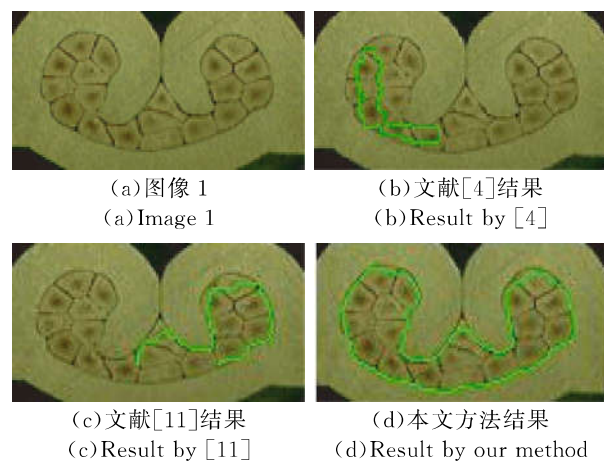 (a)图像 1
(a)Image 1
(b)文献[4]结果
(b)Result by [4]
(c)文献[11]结果
(c)Result by [11]
(d)本文方法结果
(d)Result by our method